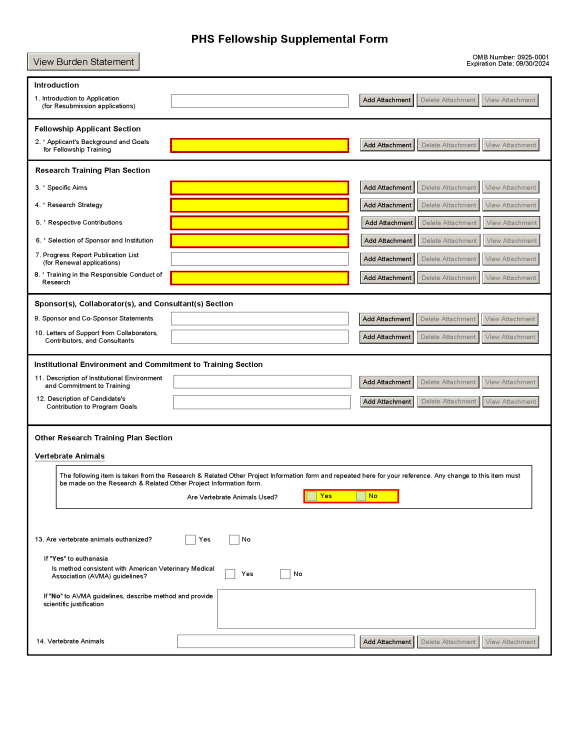 PHS Fellowship Supplemental Form
View Burden Statement
OMB Number: 0925-0001
Expiration Date: 09/30/2024
Introduction
1. Introduction to Application
(for Resubmission applications)
Add Attachment Delete Attachment View Attachment
Fellowship Applicant Section
2. * Applicant's Background and Goals
for Fellowship Training
Add Attachment Delete Attachment View Attachment
Research Training Plan Section
3. * Specific Aims Add Attachment Delete Attachment View Attachment
4. * Research Strategy Add Attachment Delete Attachment View Attachment
5. * Respective Contributions Add Attachment Delete Attachment View Attachment
6. * Selection of Sponsor and Institution Add Attachment Delete Attachment View Attachment
7. Progress Report Publication List
(for Renewal applications)
Add Attachment Delete Attachment View Attachment
8. * Training in the Responsible Conduct of
Research
Add Attachment Delete Attachment View Attachment
Sponsor(s), Collaborator(s), and Consultant(s) Section
9. Sponsor and Co-Sponsor Statements Add Attachment Delete Attachment View Attachment
10. Letters of Support from Collaborators,
Contributors, and Consultants
Add Attachment Delete Attachment View Attachment
Institutional Environment and Commitment to Training Section
11. Description of Institutional Environment
and Commitment to Training
Add Attachment Delete Attachment View Attachment
12. Description of Candidate's
Contribution to Program Goals
Add Attachment Delete Attachment View Attachment
Other Research Training Plan Section
Vertebrate Animals
The following item is taken from the Research & Related Other Project Information form and repeated here for your reference. Any change to this item must
be made on the Research & Related Other Project Information form.
Are Vertebrate Animals Used? Yes No
13. Are vertebrate animals euthanized? Yes No
If "Yes" to euthanasia
Is method consistent with American Veterinary Medical
Association (AVMA) guidelines?
Yes No
If "No" to AVMA guidelines, describe method and provide
scientific justification
14. Vertebrate Animals Add Attachment Delete Attachment View Attachment